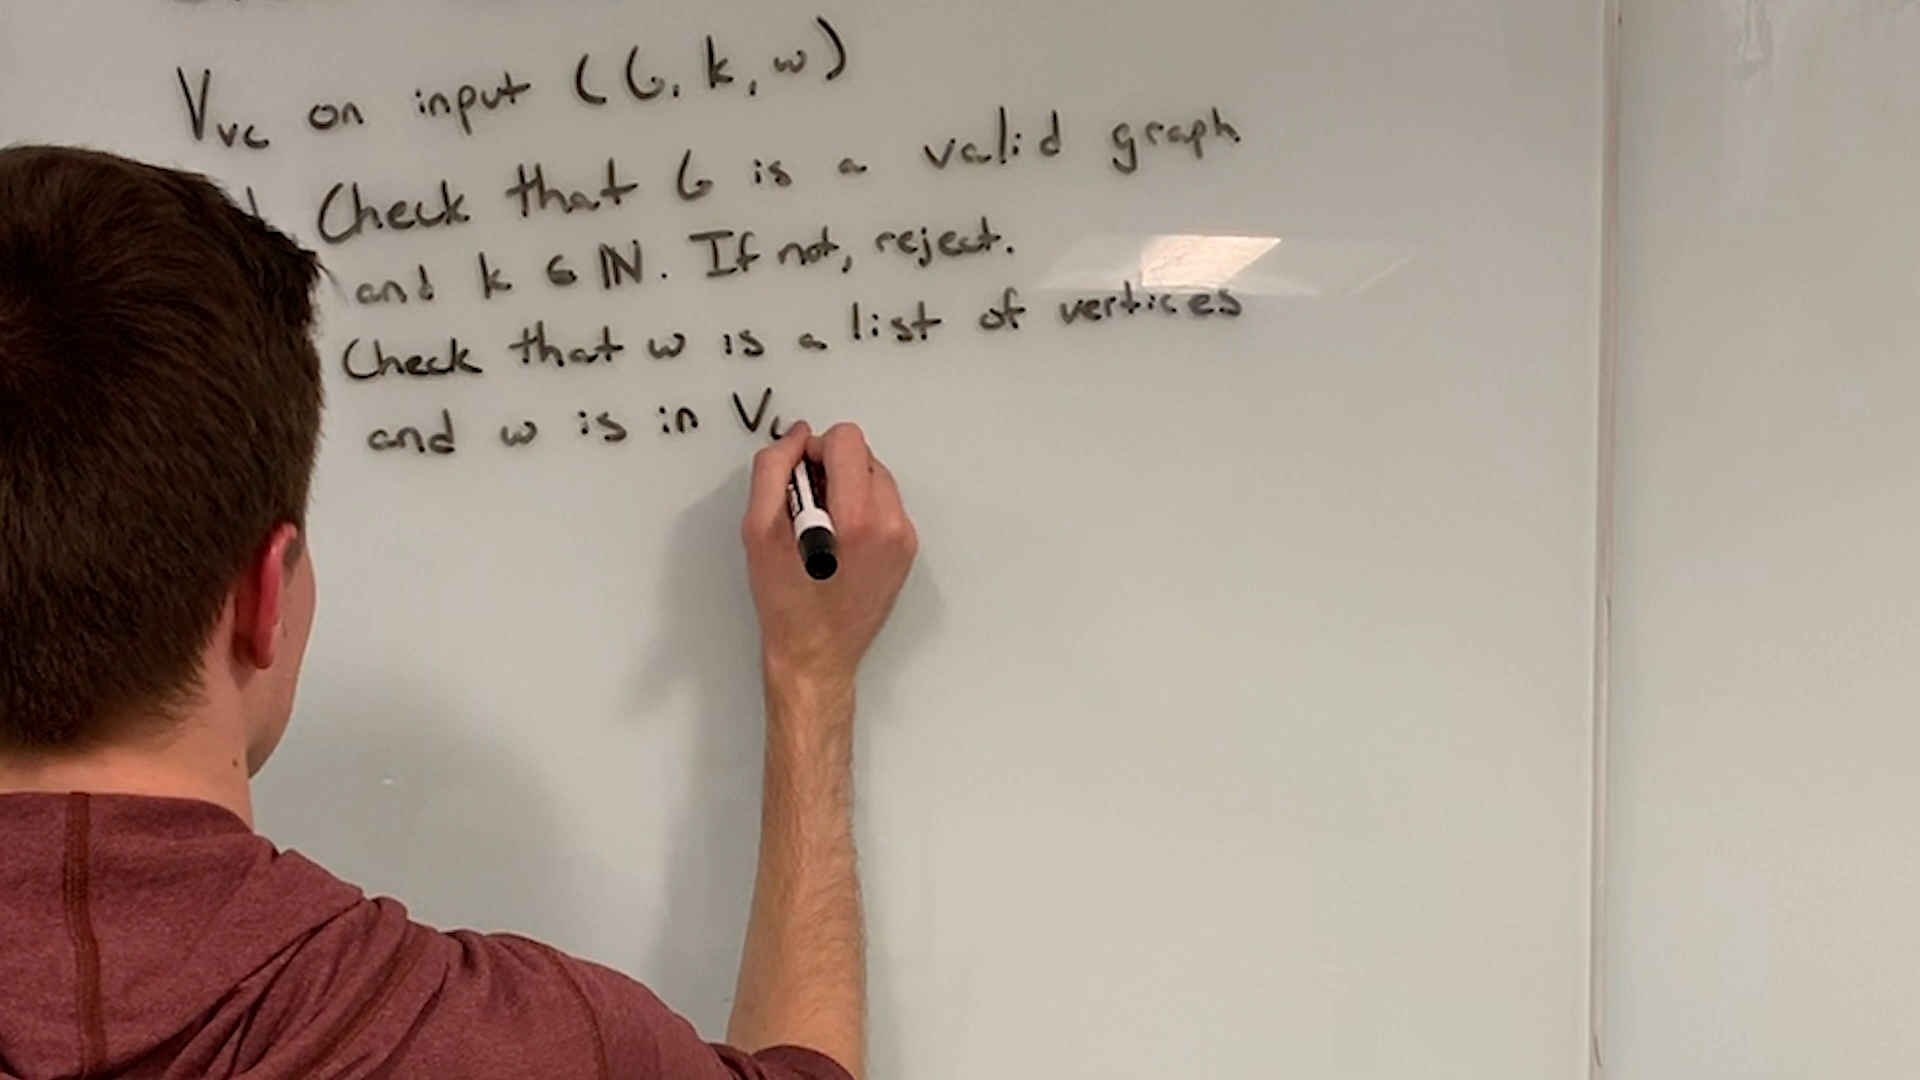 V_vc on input (G, k, w)
Check that G is a valid graph
and k ∈ ℕ. If not, reject.
Check that w is a list of vertices
and w is in V